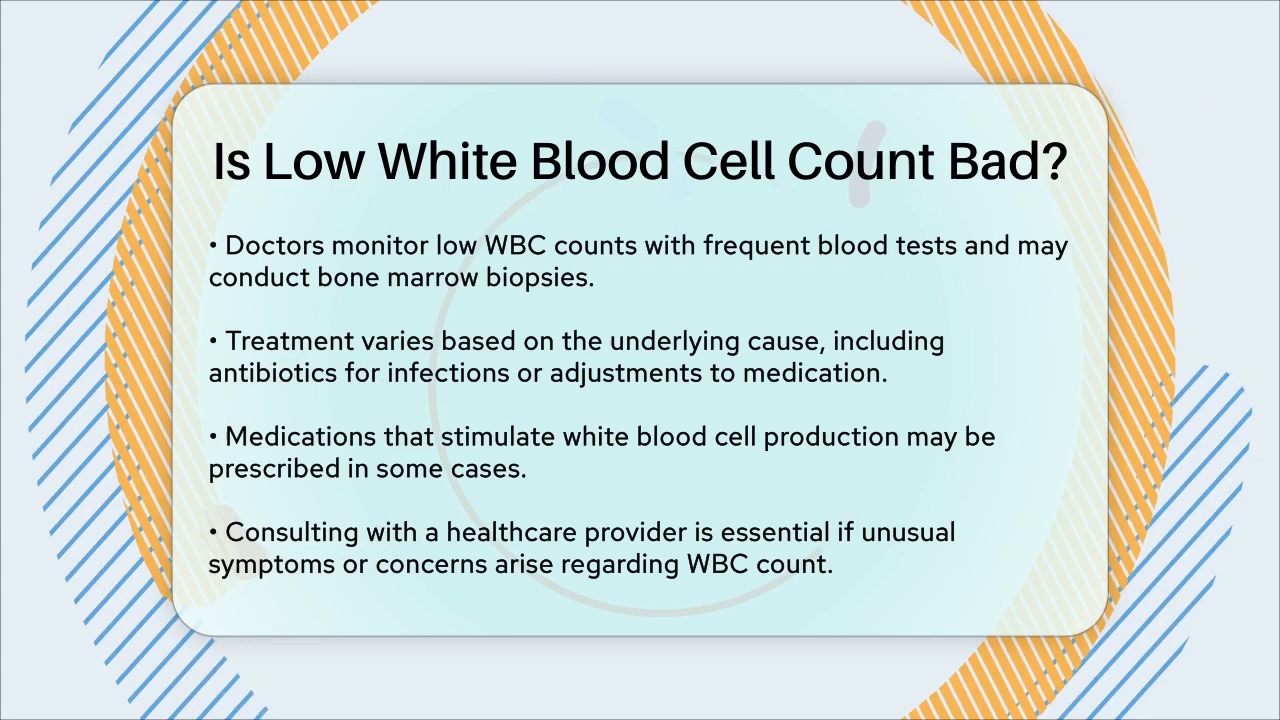 Is Low White Blood Cell Count Bad?
• Doctors monitor low WBC counts with frequent blood tests and may
conduct bone marrow biopsies.
• Treatment varies based on the underlying cause, including
antibiotics for infections or adjustments to medication.
• Medications that stimulate white blood cell production may be
prescribed in some cases.
• Consulting with a healthcare provider is essential if unusual
symptoms or concerns arise regarding WBC count.